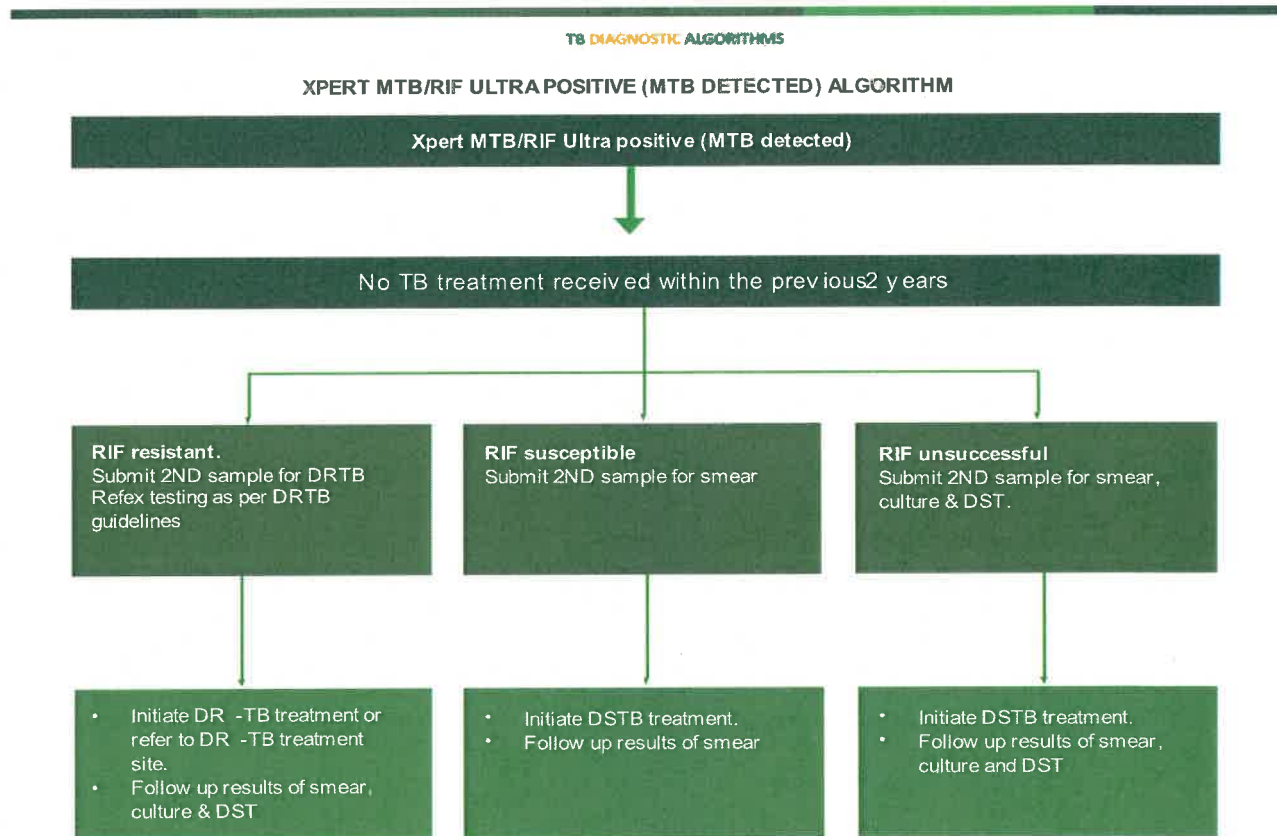 TB DIAGNOSTIC ALGORITHMS
XPERT MTB/RIF ULTRA POSITIVE (MTB DETECTED) ALGORITHM
Xpert MTB/RIF Ultra positive (MTB detected)
No TB treatment received within the previous2 years
RIF resistant.
Submit 2ND sample for DRTB
Refex testing as per DRTB
guidelines
RIF susceptible
Submit 2ND sample for smear
RIF unsuccessful
Submit 2ND sample for smear,
culture & DST.
• Initiate DR -TB treatment or
refer to DR -TB treatment
site.
• Follow up results of smear,
culture & DST
• Initiate DSTB treatment.
• Follow up results of smear
• Initiate DSTB treatment.
• Follow up results of smear,
culture and DST